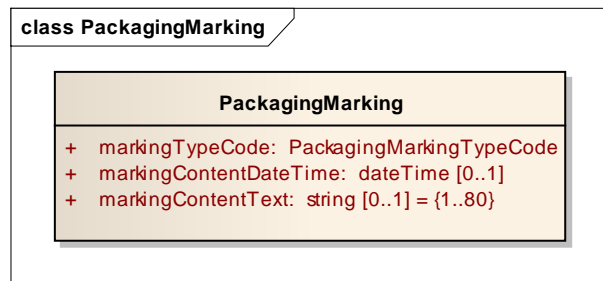 class PackagingMarking
PackagingMarking
+ markingTypeCode: PackagingMarkingTypeCode
+ markingContentDateTime: dateTime [0..1]
+ markingContentText: string [0..1] = {1..80}